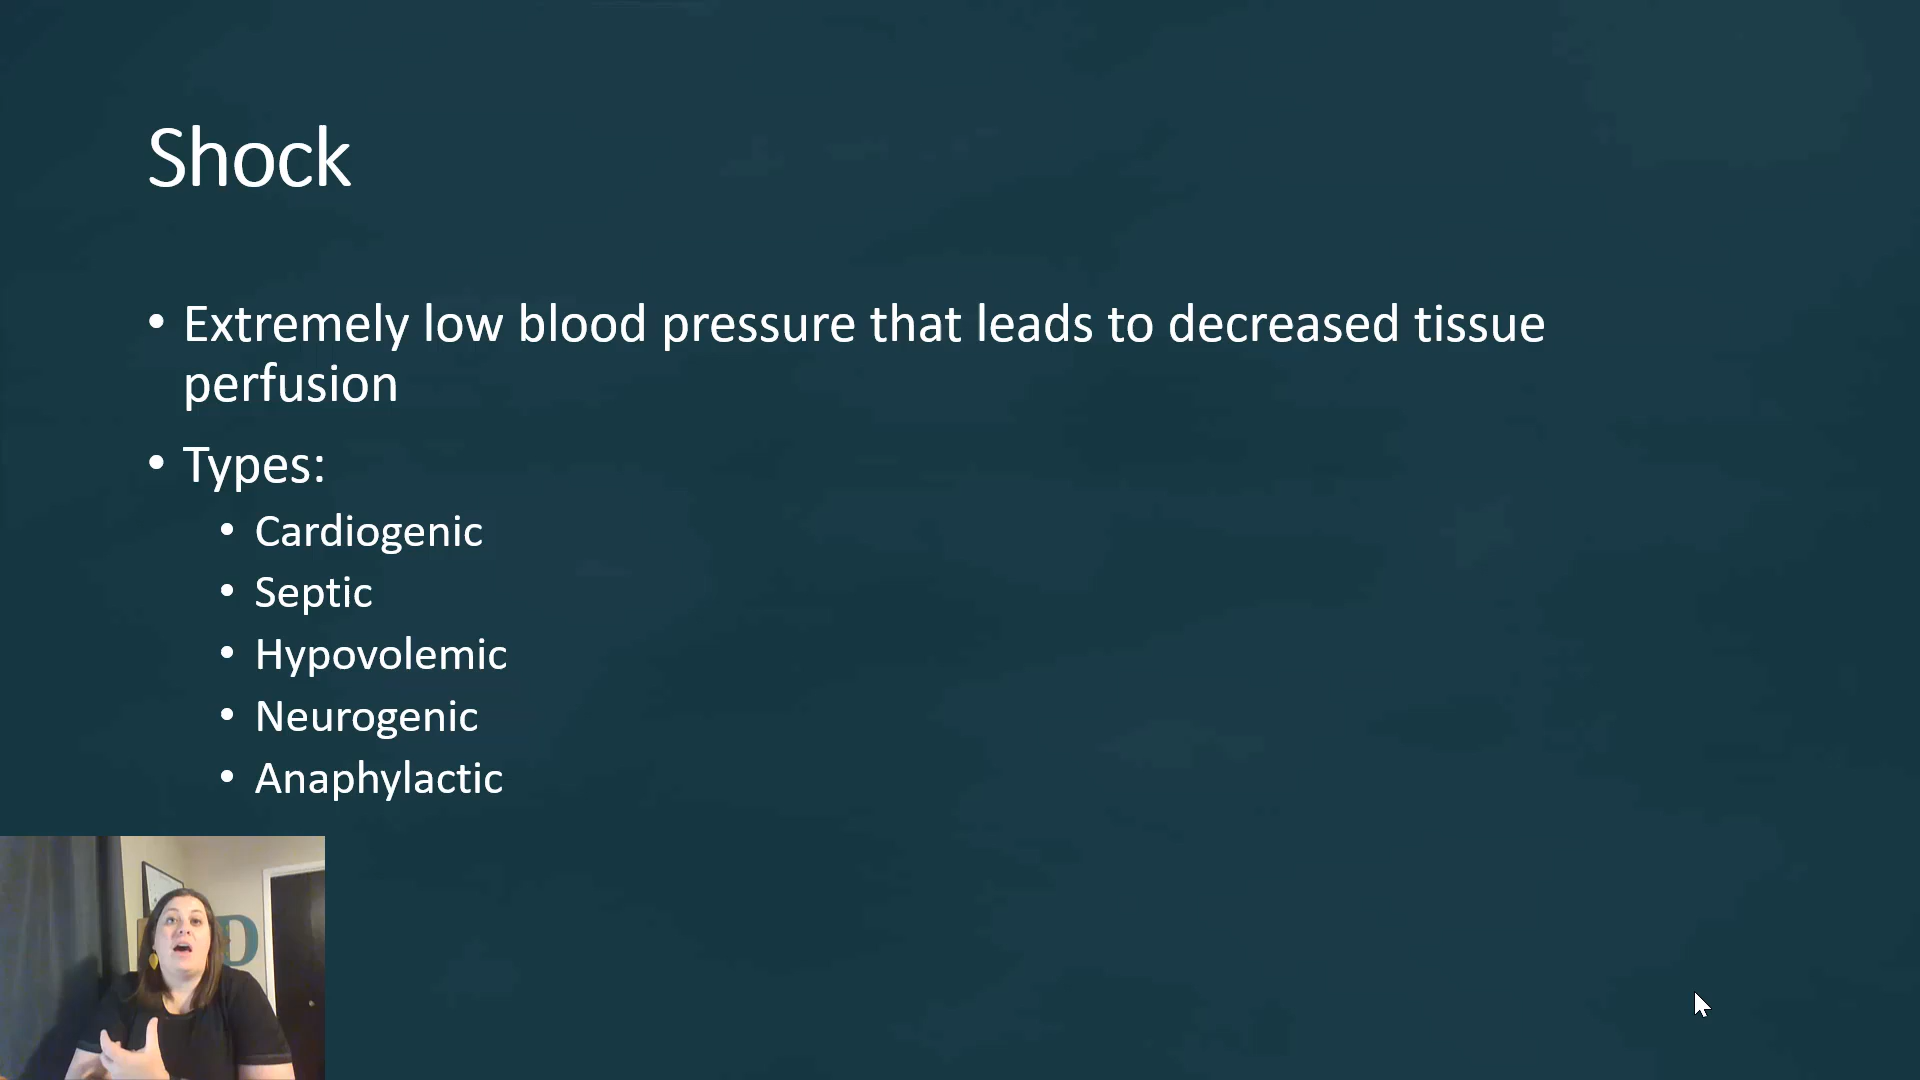 Shock
• Extremely low blood pressure that leads to decreased tissue
perfusion
• Types:
• Cardiogenic
• Septic
• Hypovolemic
• Neurogenic
• Anaphylactic
D